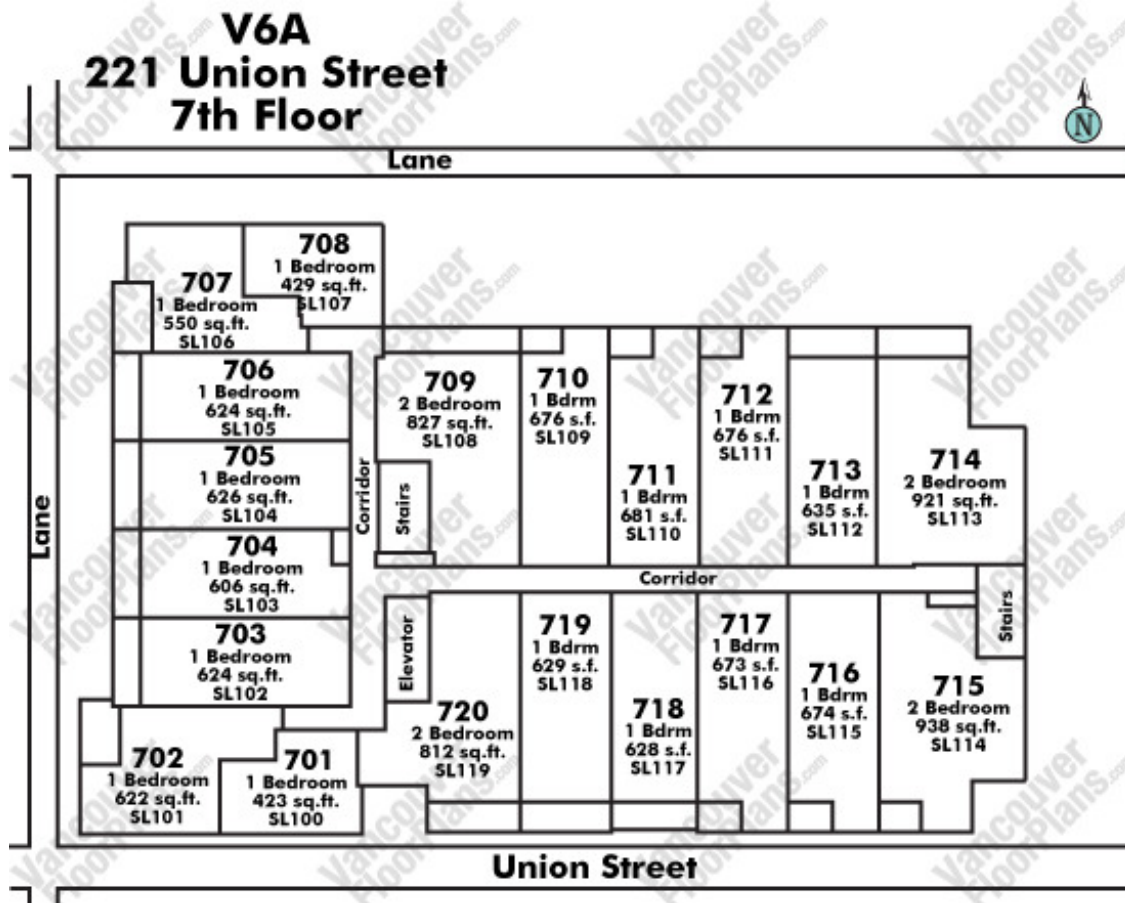 V6A
221 Union Street
7th Floor
N
Lane
708
1 Bedroom
429 sq.ft.
SL107
707
1 Bedroom
550 sq.ft.
SL106
706
1 Bedroom
624 sq.ft.
SL105
705
1 Bedroom
626 sq.ft.
SL104
704
1 Bedroom
606 sq.ft.
SL103
703
1 Bedroom
624 sq.ft.
SL102
702
1 Bedroom
622 sq.ft.
SL101
701
1 Bedroom
423 sq.ft.
SL100
Lane
Corridor
Stairs
Elevator
709
2 Bedroom
827 sq.ft.
SL108
710
1 Bdrm
676 s.f.
SL109
711
1 Bdrm
681 s.f.
SL110
712
1 Bdrm
676 s.f.
SL111
713
1 Bdrm
635 s.f.
SL112
714
2 Bedroom
921 sq.ft.
SL113
Corridor
Stairs
720
2 Bedroom
812 sq.ft.
SL119
719
1 Bdrm
629 s.f.
SL118
718
1 Bdrm
628 s.f.
SL117
717
1 Bdrm
673 s.f.
SL116
716
1 Bdrm
674 s.f.
SL115
715
2 Bedroom
938 sq.ft.
SL114
Union Street
Vancouver
FloorPlans.com